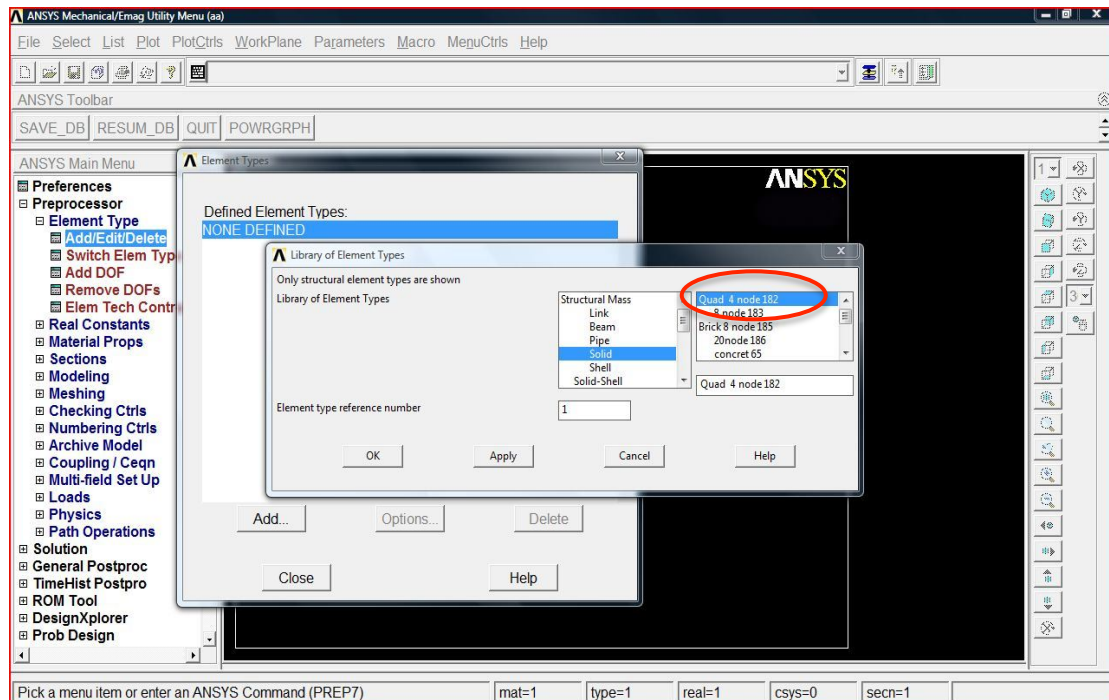 ANSYS Mechanical/Emag Utility Menu (aa)
File Select List Plot PlotCtrls WorkPlane Parameters Macro MenuCtrls Help
ANSYS Toolbar
SAVE_DB RESUM_DB QUIT POWRGRPH
ANSYS Main Menu
Preferences
Preprocessor
Element Type
Add/Edit/Delete
Switch Elem Typ
Add DOF
Remove DOFs
Elem Tech Contr
Real Constants
Material Props
Sections
Modeling
Meshing
Checking Ctrls
Numbering Ctrls
Archive Model
Coupling / Ceqn
Multi-field Set Up
Loads
Physics
Path Operations
Solution
General Postproc
TimeHist Postpro
ROM Tool
DesignXplorer
Prob Design
Element Types
Defined Element Types:
NONE DEFINED
Library of Element Types
Only structural element types are shown
Library of Element Types
Structural Mass
Link
Beam
Pipe
Solid
Shell
Solid-Shell
Quad 4 node 182
8 node 183
Brick 8 node 185
20node 186
concret 65
Quad 4 node 182
Element type reference number
1
OK Apply Cancel Help
Add... Options... Delete
Close Help
ANSYS
1
3
Pick a menu item or enter an ANSYS Command (PREP7) mat=1 type=1 real=1 csys=0 secn=1